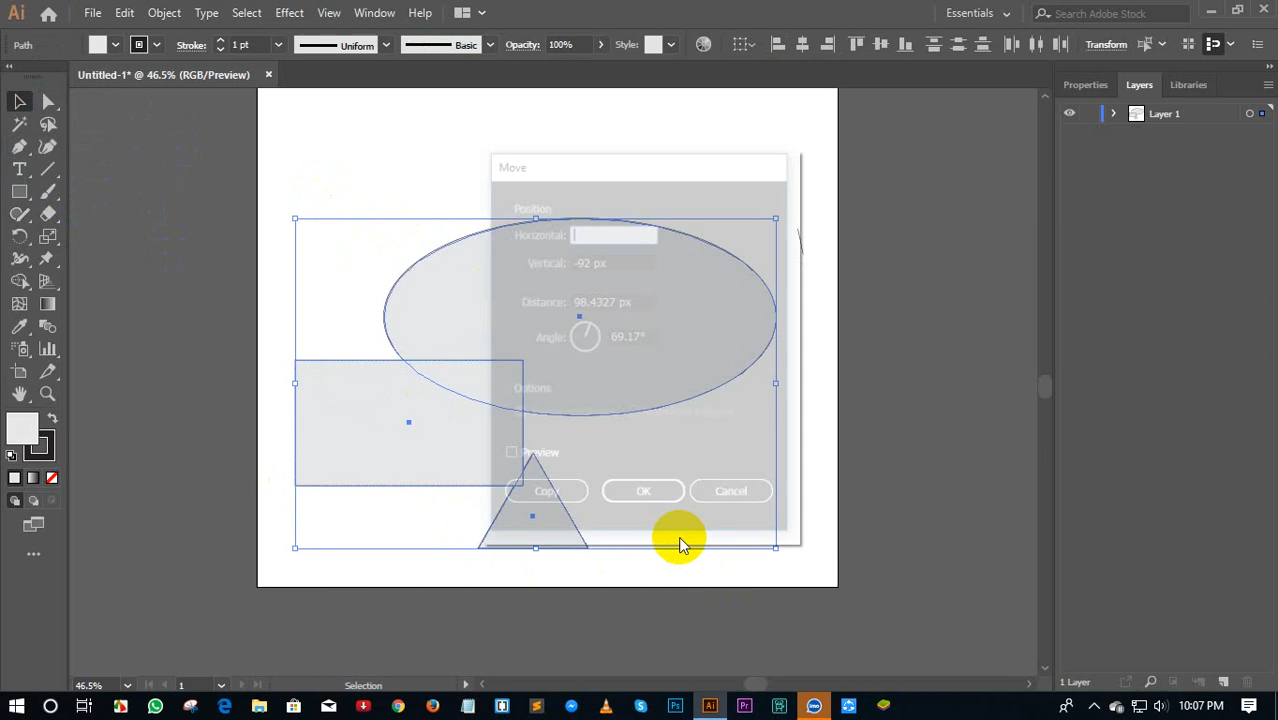 Ai File Edit Object Type Select Effect View Window Help Essentials Search Adobe Stock
Path Stroke: 1 pt Uniform Basic Opacity: 100% Style: Transform
Untitled-1* @ 46.5% (RGB/Preview)
Properties Layers Libraries
Layer 1
Move
Position
Horizontal:
Vertical: -92 px
Distance: 98.4327 px
Angle: 69.17°
Options
Preview
Copy OK Cancel
1 Layer
46.5% 1 Selection
Ps Ai Pr
10:07 PM